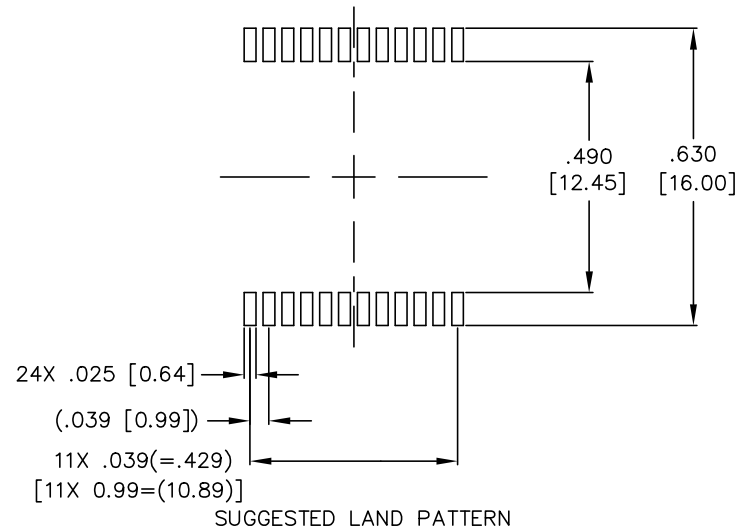 .490
[12.45]
.630
[16.00]
24X .025 [0.64]
(.039 [0.99])
11X .039(=.429)
[11X 0.99=(10.89)]
SUGGESTED LAND PATTERN